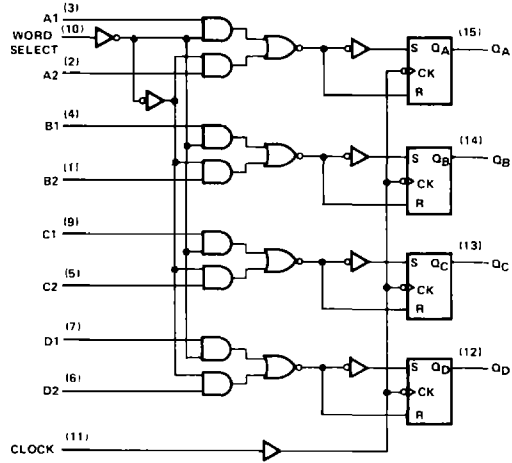 A1 (3)
WORD SELECT (10)
A2 (2)
S QA (15) QA
CK
R
B1 (4)
B2 (1)
S QB (14) QB
CK
R
C1 (9)
C2 (5)
S QC (13) QC
CK
R
D1 (7)
D2 (6)
S QD (12) QD
CK
R
CLOCK (11)